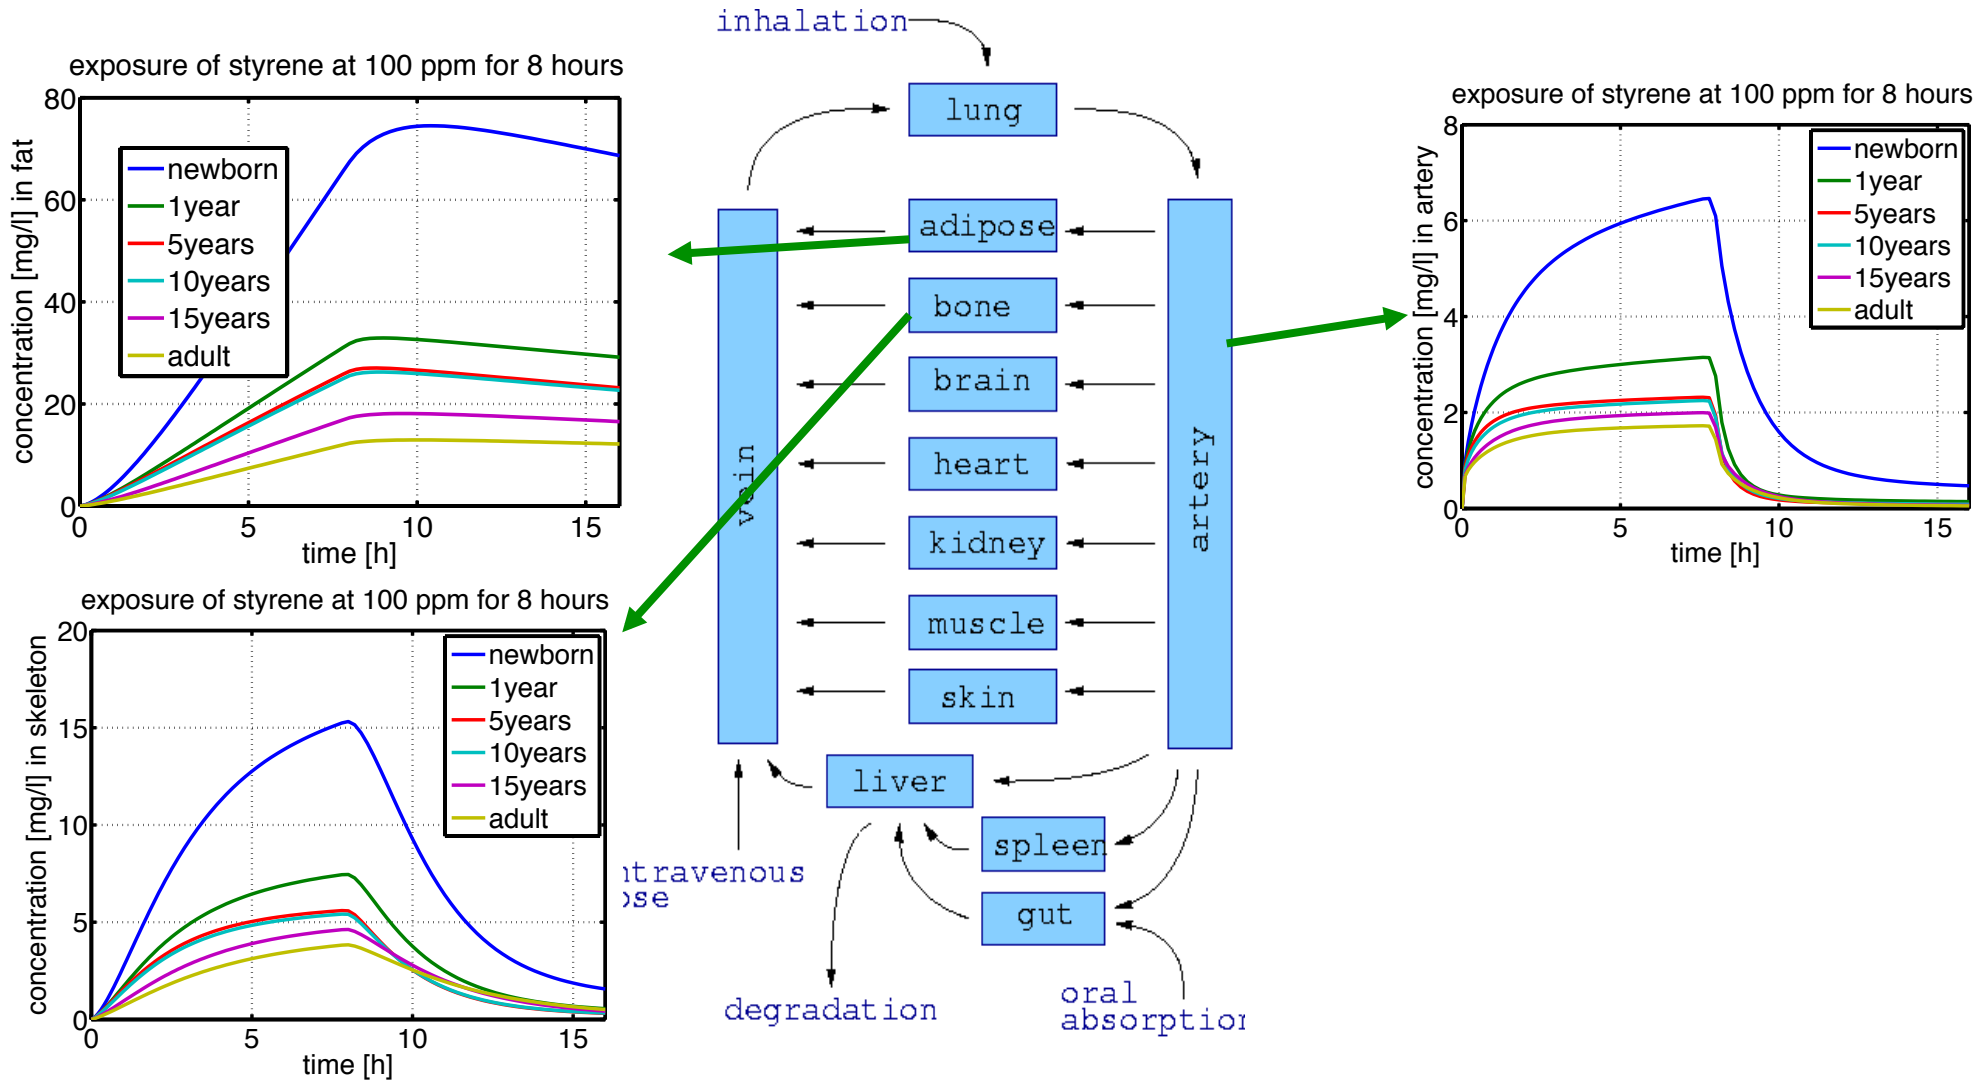 inhalation
exposure of styrene at 100 ppm for 8 hours
concentration [mg/l] in fat
80
60
40
20
0
0 5 10 15
time [h]
newborn
1year
5years
10years
15years
adult
exposure of styrene at 100 ppm for 8 hours
concentration [mg/l] in skeleton
20
15
10
5
0
0 5 10 15
time [h]
newborn
1year
5years
10years
15years
adult
lung
adipose
bone
brain
heart
kidney
muscle
skin
vein
artery
liver
spleen
gut
ntravenous
ose
degradation
oral
absorption
exposure of styrene at 100 ppm for 8 hours
concentration [mg/l] in artery
8
6
4
2
0
0 5 10 15
time [h]
newborn
1year
5years
10years
15years
adult